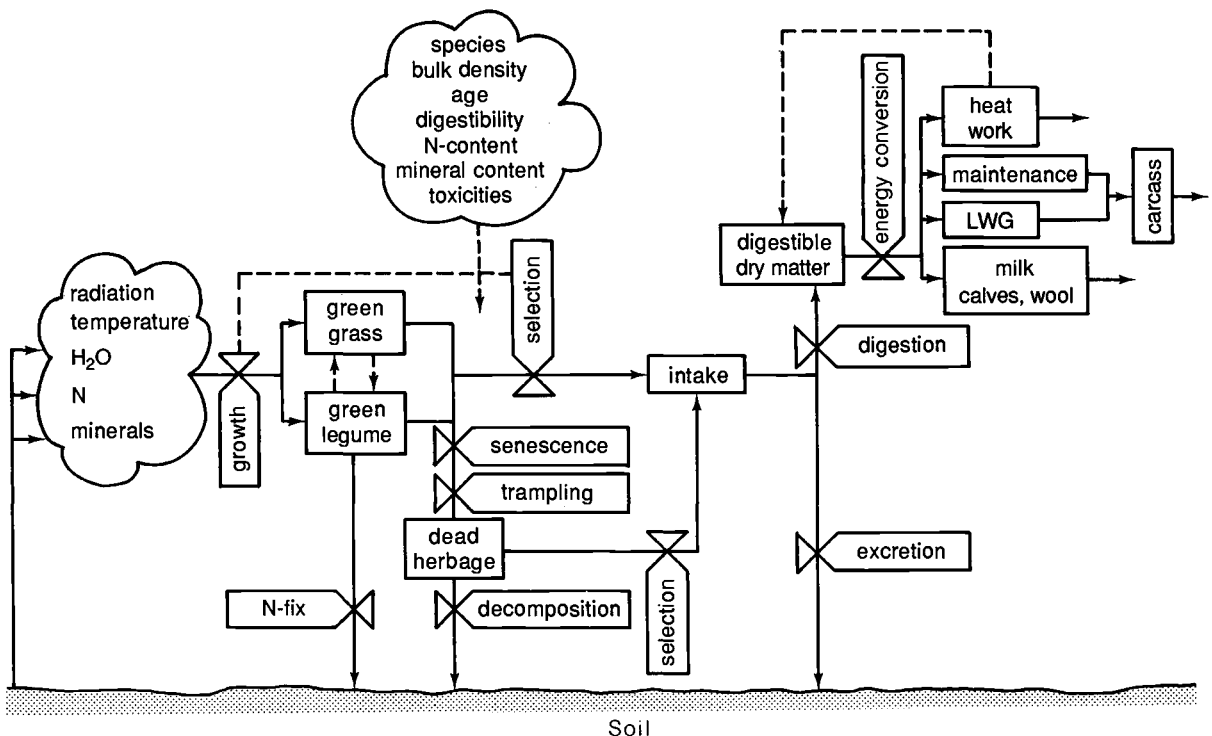 species
bulk density
age
digestibility
N-content
mineral content
toxicities
radiation
temperature
H₂O
N
minerals
growth
green
grass
green
legume
selection
senescence
trampling
dead
herbage
N-fix
decomposition
selection
intake
digestible
dry matter
energy conversion
heat
work
maintenance
LWG
milk
calves, wool
carcass
digestion
excretion
Soil